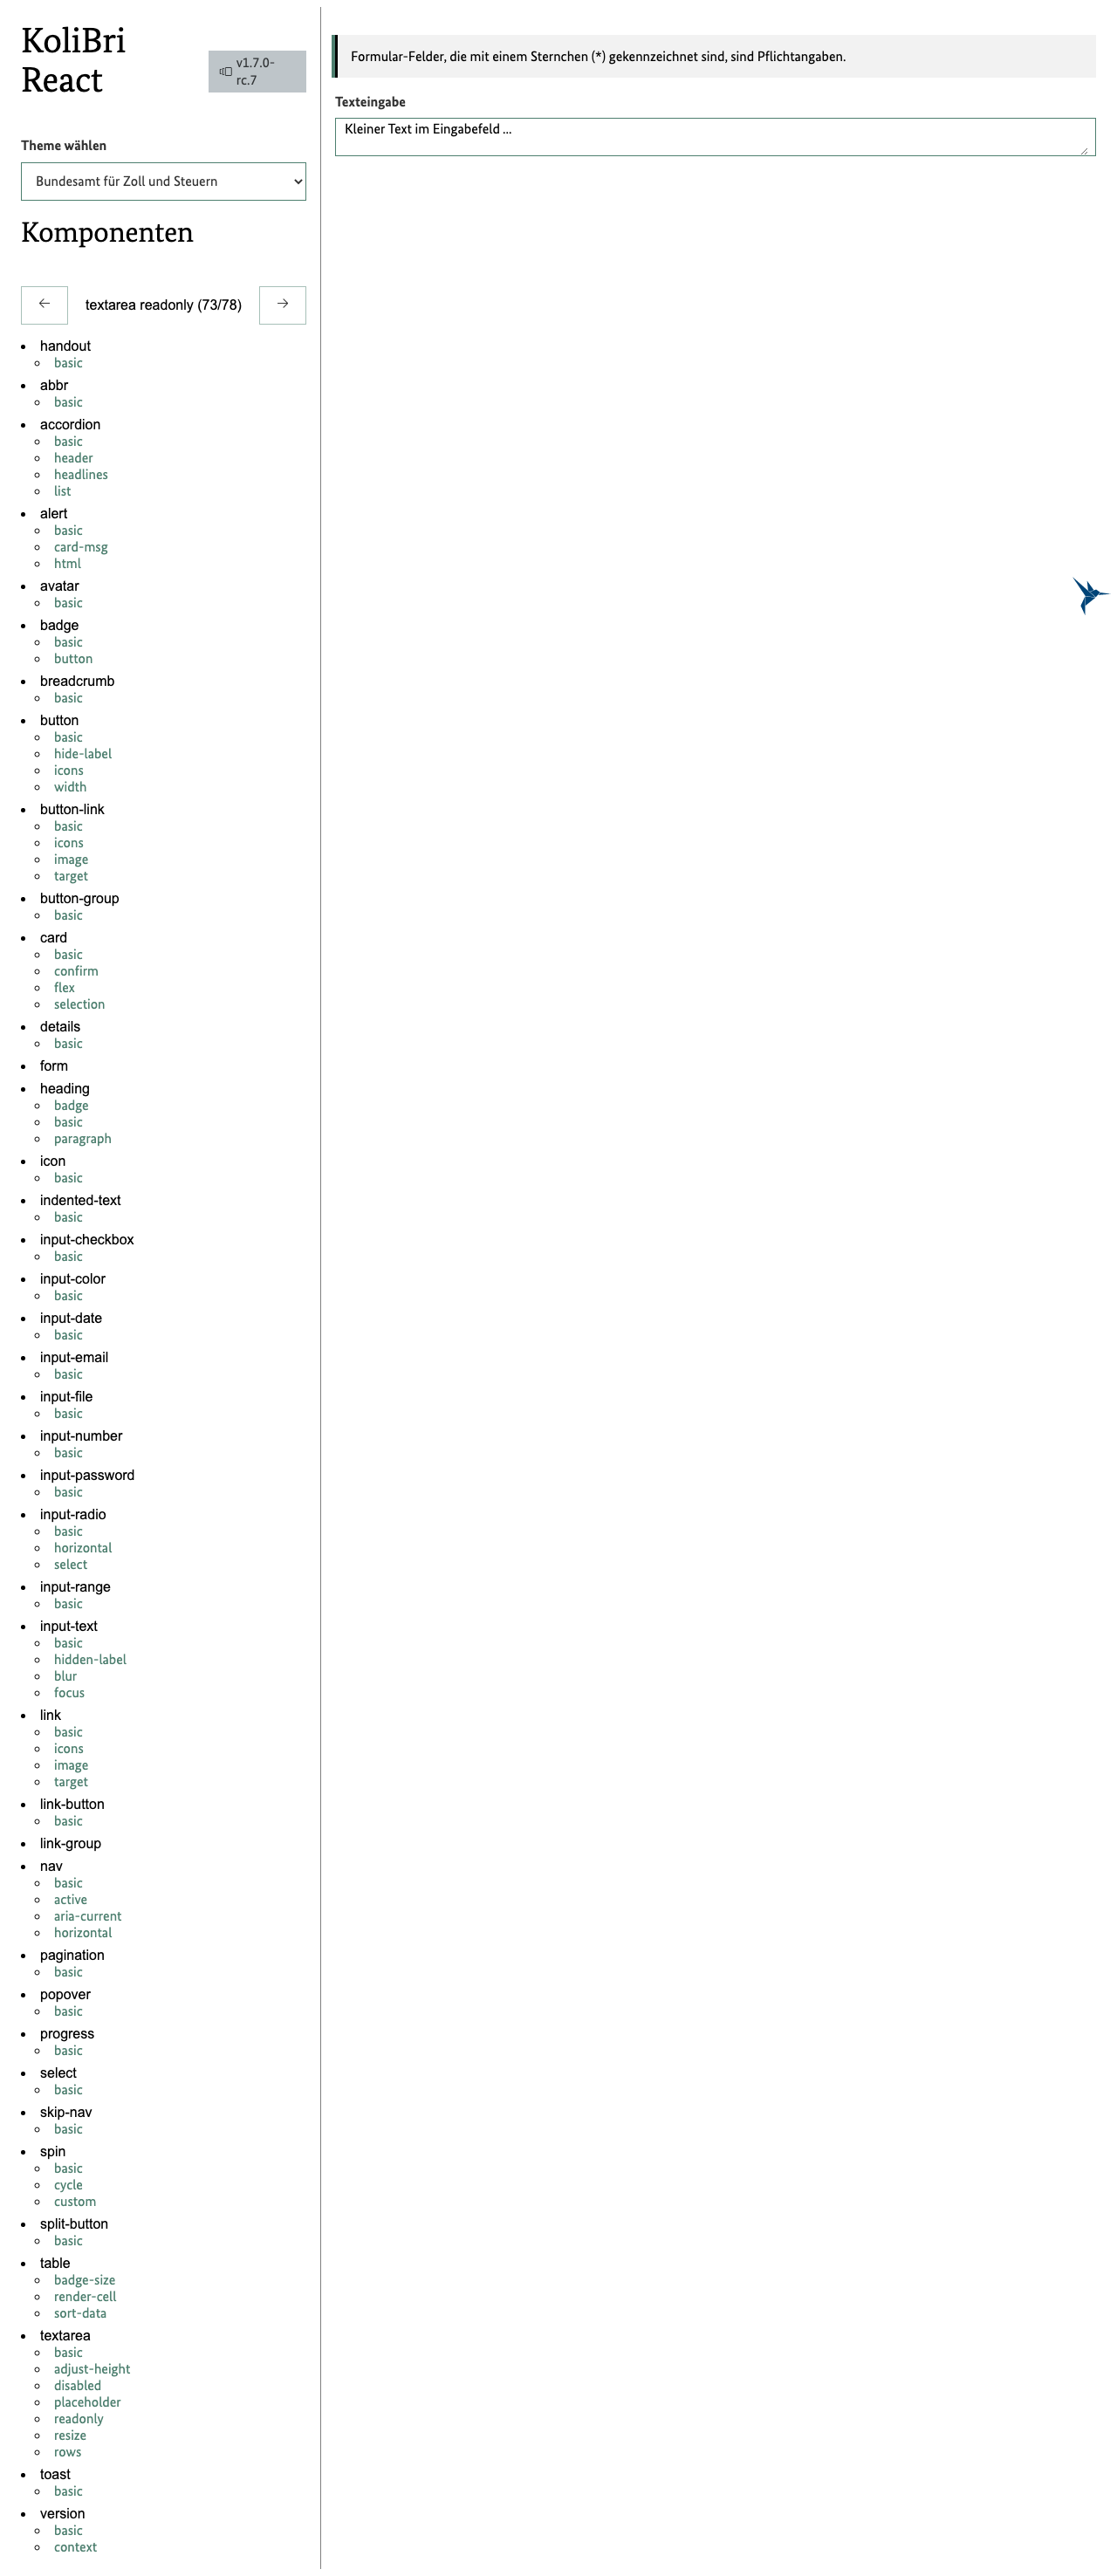 KoliBri
React
v1.7.0-
rc.7
Theme wählen
Bundesamt für Zoll und Steuern
Komponenten
textarea readonly (73/78)
handout
basic
abbr
basic
accordion
basic
header
headlines
list
alert
basic
card-msg
html
avatar
basic
badge
basic
button
breadcrumb
basic
button
basic
hide-label
icons
width
button-link
basic
icons
image
target
button-group
basic
card
basic
confirm
flex
selection
details
basic
form
heading
badge
basic
paragraph
icon
basic
indented-text
basic
input-checkbox
basic
input-color
basic
input-date
basic
input-email
basic
input-file
basic
input-number
basic
input-password
basic
input-radio
basic
horizontal
select
input-range
basic
input-text
basic
hidden-label
blur
focus
link
basic
icons
image
target
link-button
basic
link-group
nav
basic
active
aria-current
horizontal
pagination
basic
popover
basic
progress
basic
select
basic
skip-nav
basic
spin
basic
cycle
custom
split-button
basic
table
badge-size
render-cell
sort-data
textarea
basic
adjust-height
disabled
placeholder
readonly
resize
rows
toast
basic
version
basic
context
Formular-Felder, die mit einem Sternchen (*) gekennzeichnet sind, sind Pflichtangaben.
Texteingabe
Kleiner Text im Eingabefeld ...